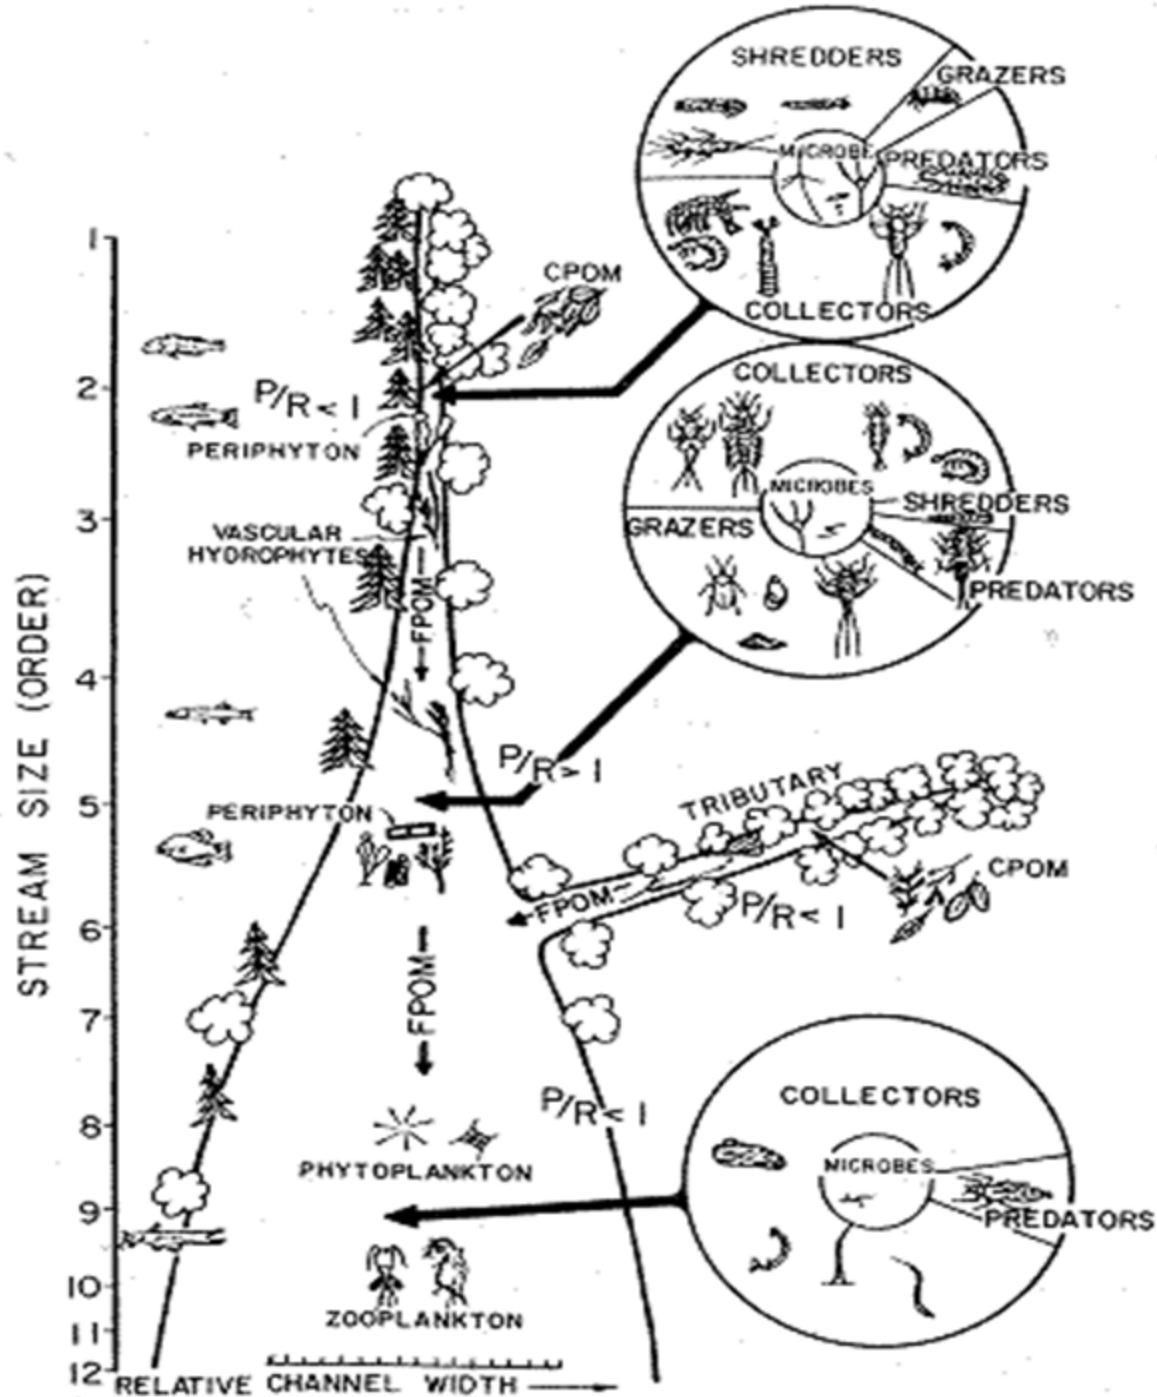 SHREDDERS
GRAZERS
MICROBE
PREDATORS
COLLECTORS
1
CPOM
2
P/R < 1
PERIPHYTON
COLLECTORS
MICROBES
SHREDDERS
GRAZERS
PREDATORS
3
VASCULAR
HYDROPHYTES
FPOM
4
STREAM SIZE (ORDER)
P/R > 1
5
PERIPHYTON
TRIBUTARY
CPOM
FPOM
P/R < 1
6
FPOM
7
P/R < 1
8
COLLECTORS
MICROBES
PREDATORS
PHYTOPLANKTON
9
10
ZOOPLANKTON
11
12
RELATIVE CHANNEL WIDTH